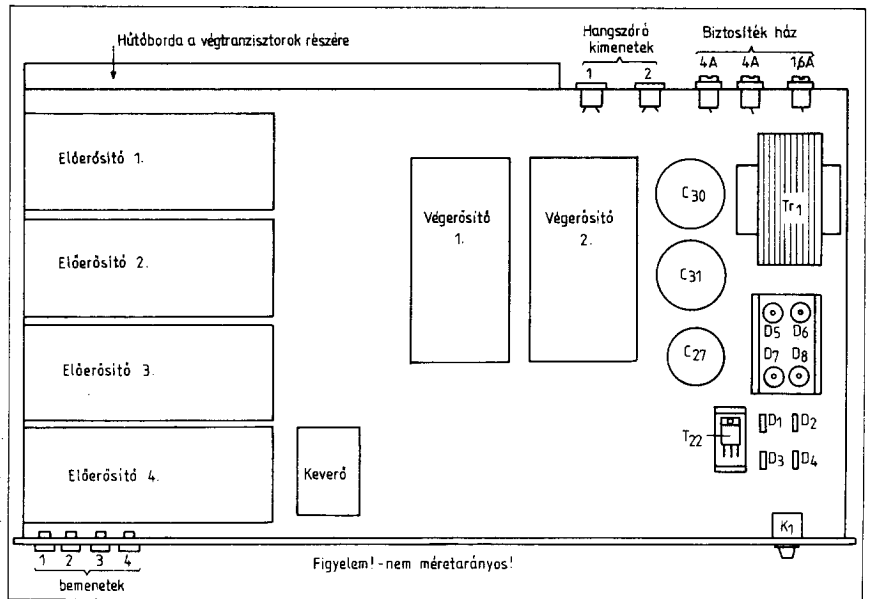 Hűtőborda a végtranzisztorok részére
Hangszóró
kimenetek
1 2
Biztosíték ház
4A 4A 1,6A
Előerősítő 1.
Előerősítő 2.
Előerősítő 3.
Előerősítő 4.
Keverő
Végerősítő
1.
Végerősítő
2.
C30
C31
C27
Tr1
D5 D6
D7 D8
T22
D1 D2
D3 D4
K1
1 2 3 4
bemenetek
Figyelem! - nem méretarányos!